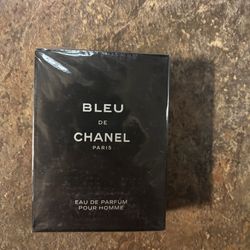 BLEU
DE
CHANEL
PARIS
EAU DE PARFUM
POUR HOMME